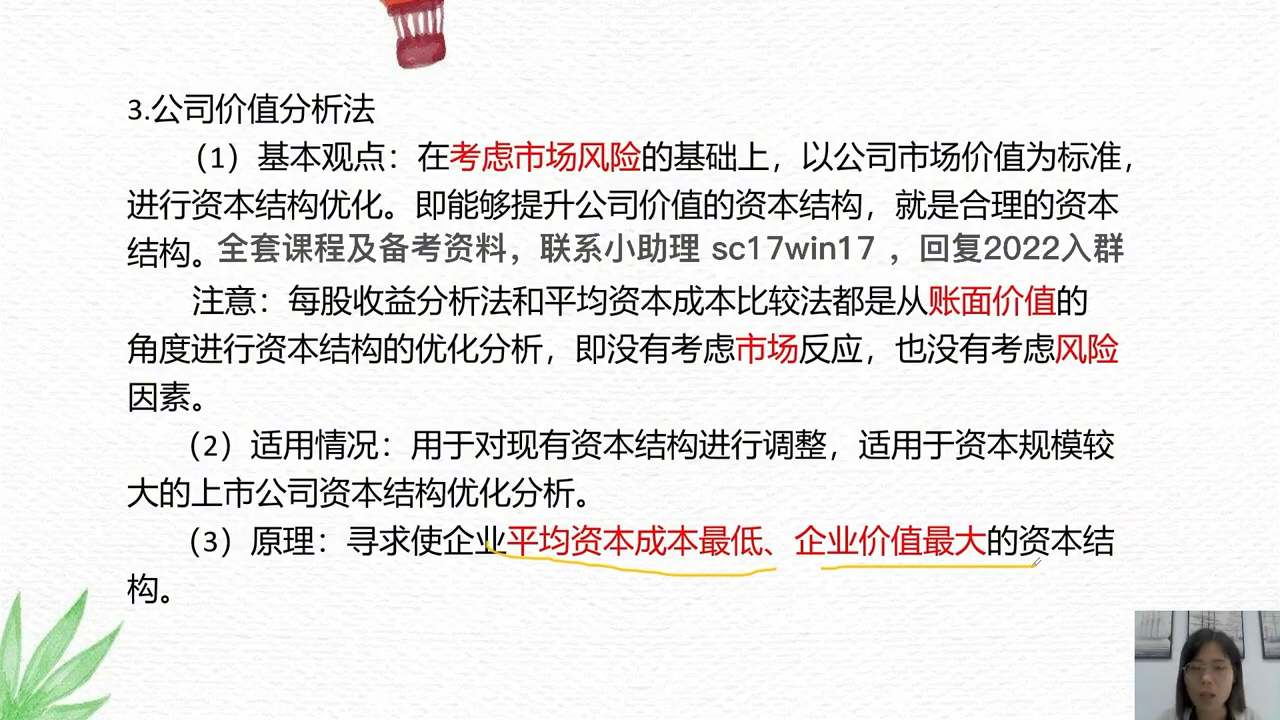 3.公司价值分析法
（1）基本观点：在考虑市场风险的基础上，以公司市场价值为标准，
进行资本结构优化。即能够提升公司价值的资本结构，就是合理的资本
结构。
全套课程及备考资料，联系小助理 sc17win17 ，回复2022入群
注意：每股收益分析法和平均资本成本比较法都是从账面价值的
角度进行资本结构的优化分析，即没有考虑市场反应，也没有考虑风险
因素。
（2）适用情况：用于对现有资本结构进行调整，适用于资本规模较
大的上市公司资本结构优化分析。
（3）原理：寻求使企业平均资本成本最低、企业价值最大的资本结
构。